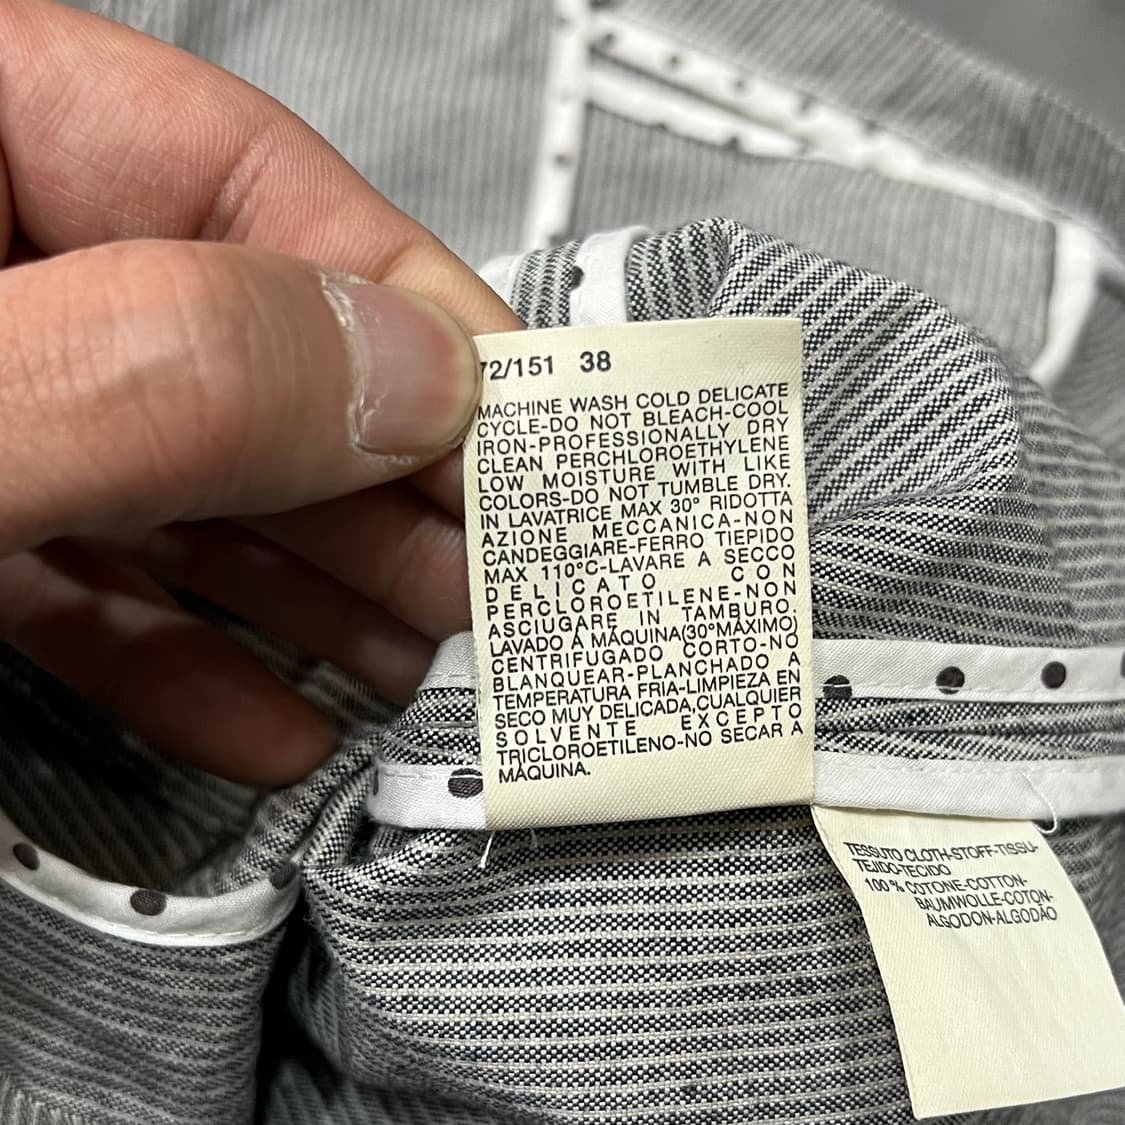 72/151 38
MACHINE WASH COLD DELICATE
CYCLE-DO NOT BLEACH-COOL
IRON-PROFESSIONALLY DRY
CLEAN PERCHLOROETHYLENE
LOW MOISTURE WITH LIKE
COLORS-DO NOT TUMBLE DRY.
IN LAVATRICE MAX 30° RIDOTTA
AZIONE MECCANICA-NON
CANDEGGIARE-FERRO TIEPIDO
MAX 110°C-LAVARE A SECCO
DELICATO CON
PERCLOROETILENE-NON
ASCIUGARE IN TAMBURO.
LAVADO A MÁQUINA(30°MÁXIMO)
CENTRIFUGADO CORTO-NO
BLANQUEAR-PLANCHADO A
TEMPERATURA FRIA-LIMPIEZA EN
SECO MUY DELICADA,CUALQUIER
SOLVENTE EXCEPTO
TRICLOROETILENO-NO SECAR A
MÁQUINA.
TESSUTO CLOTH-STOFF-TISSU-
TEJIDO-TECIDO
100 % COTONE-COTTON-
BAUMWOLLE-COTON-
ALGODON-ALGODÃO